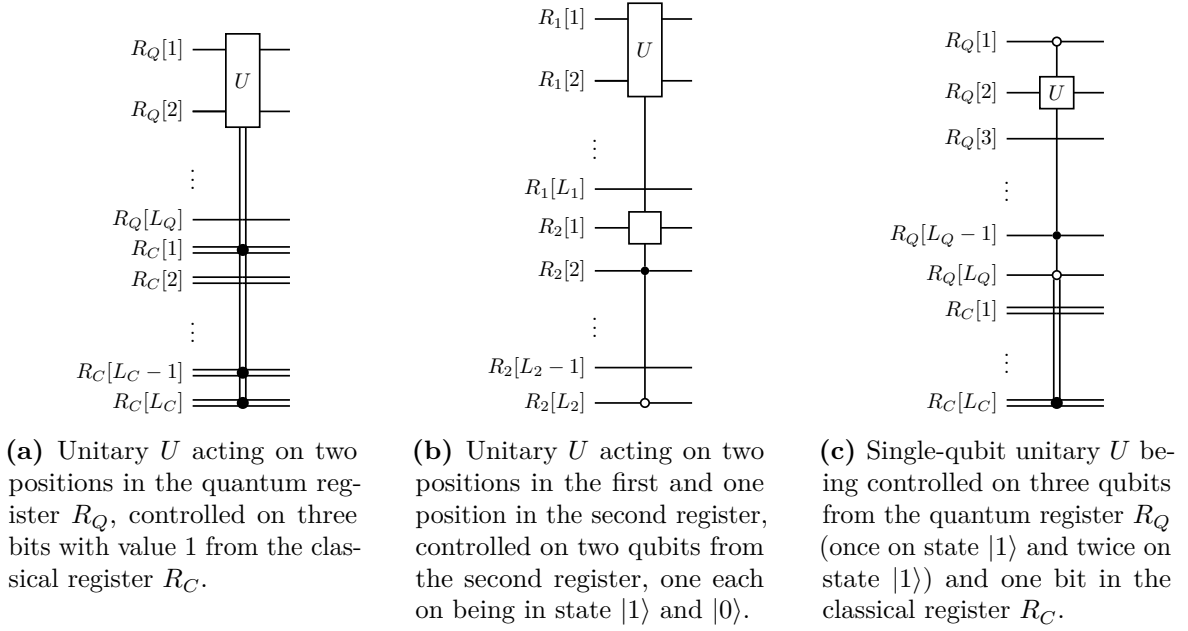 R_Q[1]
U
R_Q[2]
⋮
R_Q[L_Q]
R_C[1]
R_C[2]
⋮
R_C[L_C − 1]
R_C[L_C]
(a) Unitary U acting on two
positions in the quantum reg-
ister R_Q, controlled on three
bits with value 1 from the clas-
sical register R_C.
R_1[1]
U
R_1[2]
⋮
R_1[L_1]
R_2[1]
R_2[2]
⋮
R_2[L_2 − 1]
R_2[L_2]
(b) Unitary U acting on two
positions in the first and one
position in the second register,
controlled on two qubits from
the second register, one each
on being in state |1⟩ and |0⟩.
R_Q[1]
R_Q[2] U
R_Q[3]
⋮
R_Q[L_Q − 1]
R_Q[L_Q]
R_C[1]
⋮
R_C[L_C]
(c) Single-qubit unitary U be-
ing controlled on three qubits
from the quantum register R_Q
(once on state |1⟩ and twice on
state |1⟩) and one bit in the
classical register R_C.